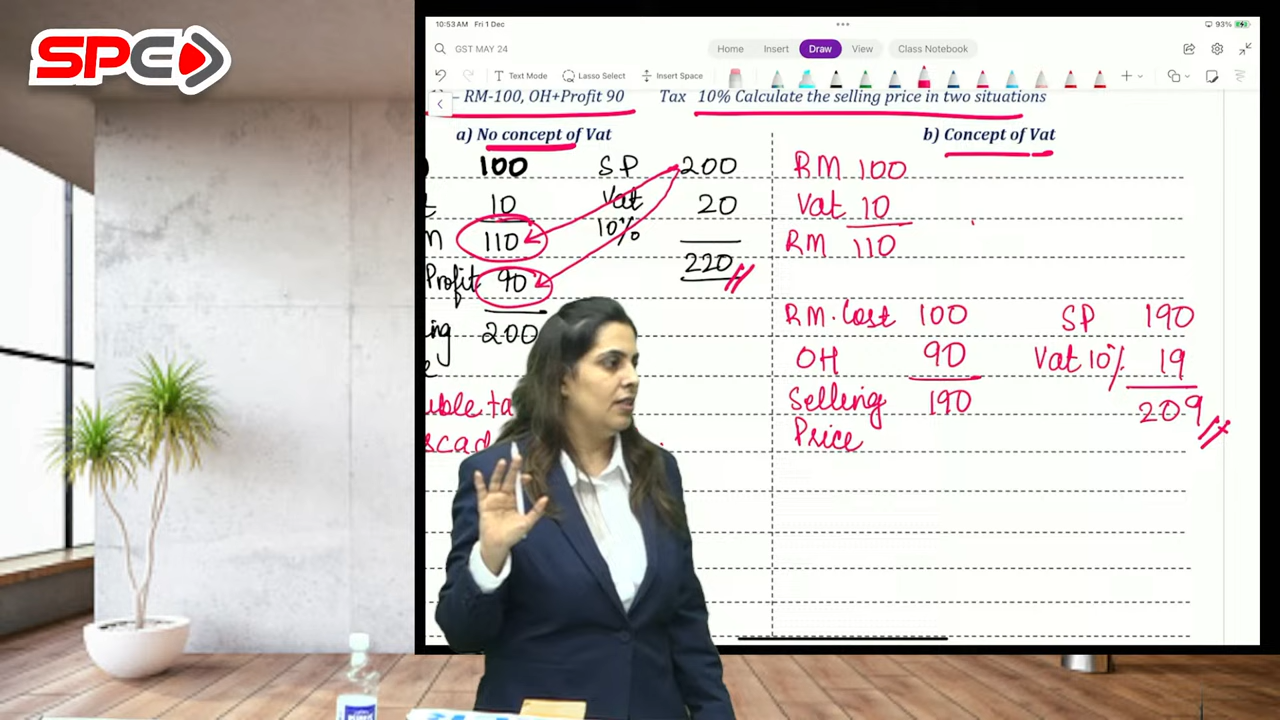 SPED
10:53 AM Fri 1 Dec
93%
GST MAY 24
Home Insert Draw View Class Notebook
Text Mode Lasso Select Insert Space
– RM-100, OH+Profit 90 Tax 10% Calculate the selling price in two situations
a) No concept of Vat
100 SP 200
10 Vat 20
110 10%
220
Profit 90
200
b) Concept of Vat
RM 100
Vat 10
RM 110
RM. Cost 100 SP 190
OH 90 Vat 10% 19
Selling 190 209
Price